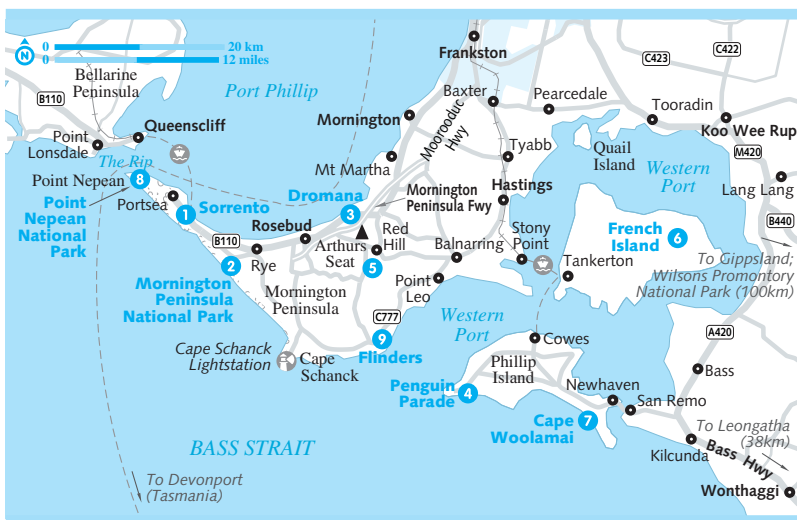 N
0 20 km
0 12 miles
Frankston
C423
C422
Bellarine
Peninsula
Port Phillip
B110
Baxter
Pearcedale
Tooradin
Point
Lonsdale
Queenscliff
Mornington
Moorooduc
Hwy
Koo Wee Rup
Tyabb
Quail
Island
M420
The Rip
Mt Martha
Western
Port
Point Nepean
8
Lang Lang
Point
Nepean
National
Park
Portsea
1 Sorrento
Dromana
3
Mornington
Peninsula Fwy
Hastings
B440
Rosebud
B110
Arthurs
Seat
Red
Hill
Balnarring
Stony
Point
French
Island 6
2
Rye
5
Tankerton
To Gippsland;
Wilsons Promontory
National Park (100km)
Mornington
Peninsula
National Park
Mornington
Peninsula
Point
Leo
C777
Western
Port
A420
9
Flinders
Cowes
Cape Schanck
Lightstation
Cape
Schanck
Phillip
Island
Bass
Penguin
Parade
4
Newhaven
San Remo
Cape
Woolamai
7
To Leongatha
(38km)
BASS STRAIT
Kilcunda
Bass Hwy
To Devonport
(Tasmania)
Wonthaggi